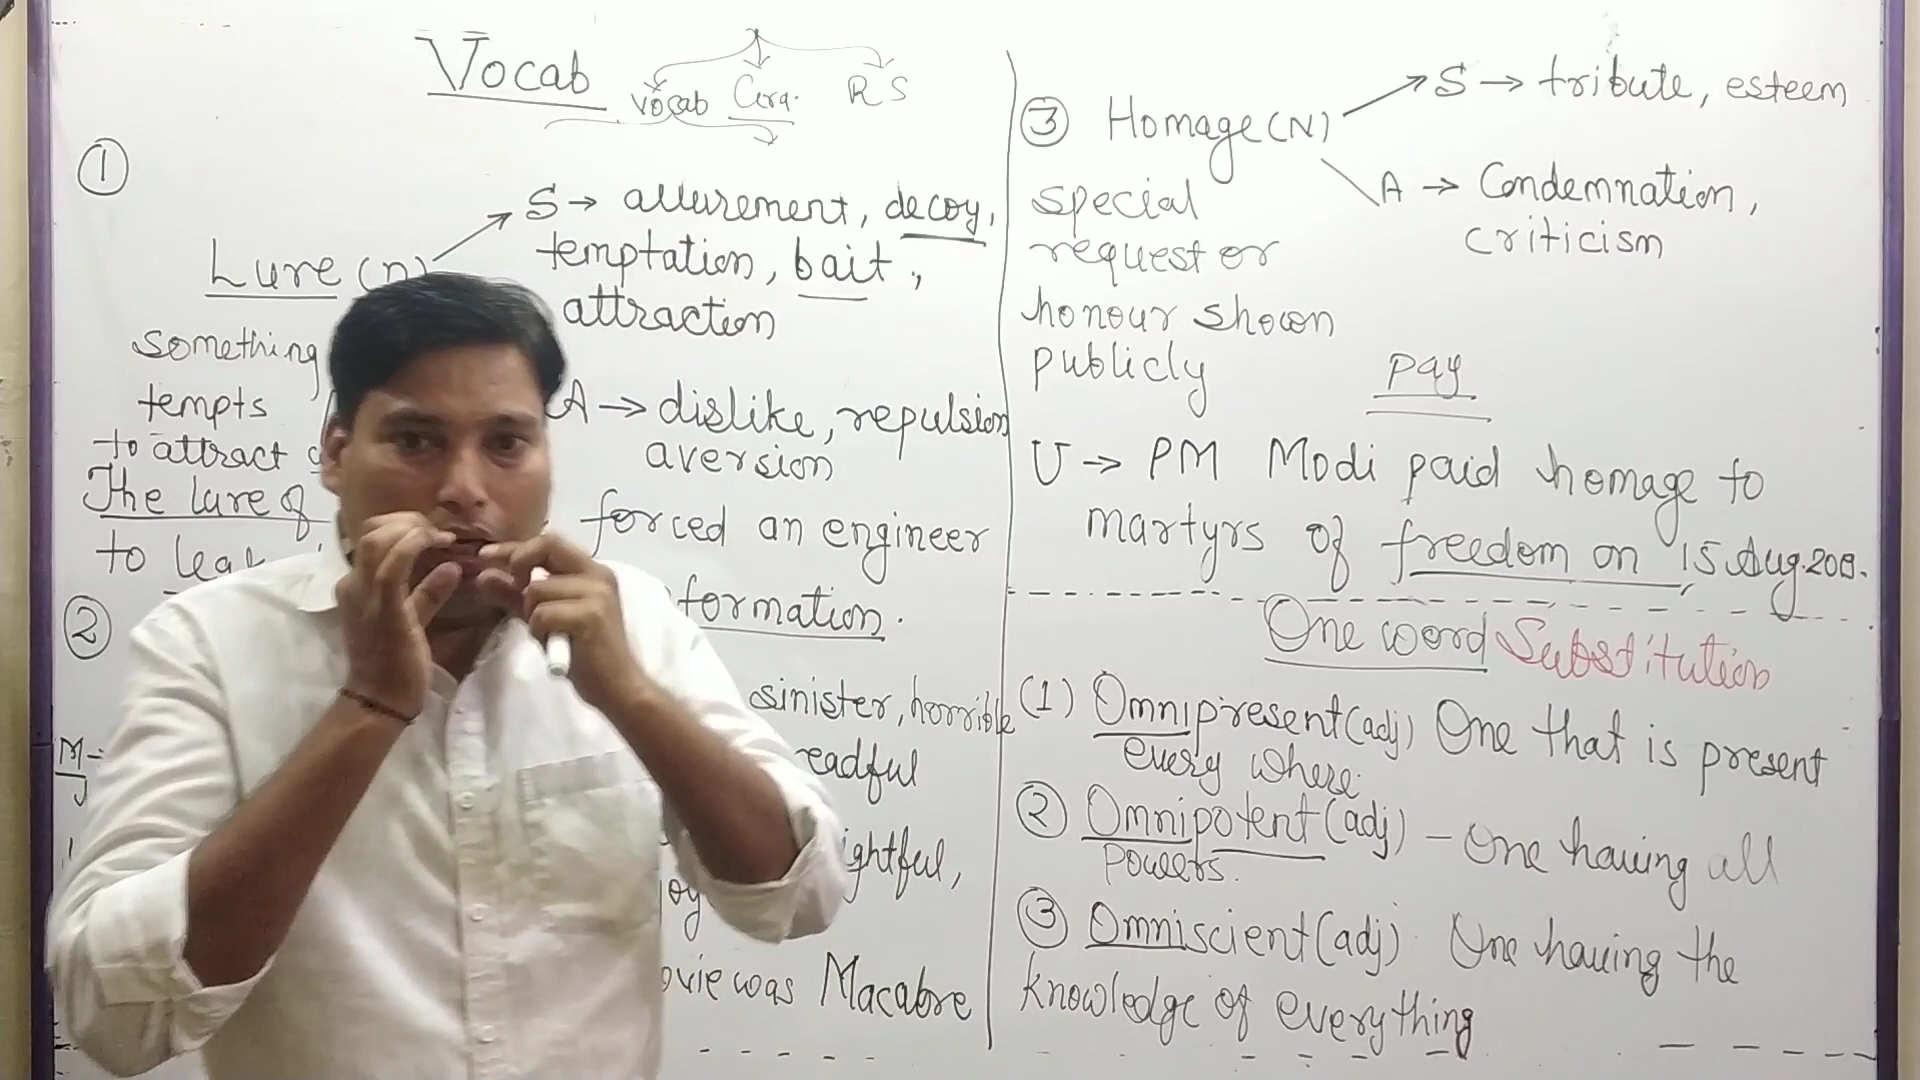 Vocab
vocab
R S
①
Lure (n)
S → allurement, decoy,
temptation, bait,
attraction
something
tempts
to attract
A → dislike, repulsion
aversion
The lure of
forced an engineer
to leak
formation.
②
sinister, horrible
M-
eadful
ightful,
oy
ovie was Macabre
③ Homage (N)
S → tribute, esteem
A → Condemnation,
criticism
special
request or
honour shown
publicly
pay
U → PM Modi paid homage to
martyrs of freedom on 15 Aug.
One word Substitution
(1) Omnipresent (adj) One that is present
every where.
② Omnipotent (adj) - One having all
powers.
③ Omniscient (adj) One having the
knowledge of everything